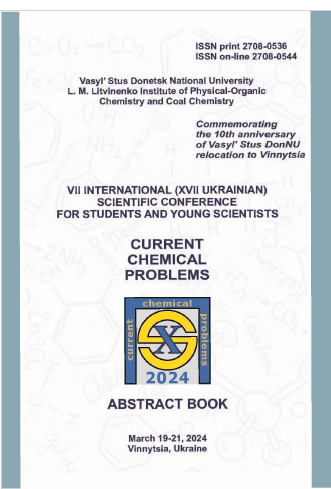 ISSN print 2708-0536
ISSN on-line 2708-0544
Vasyl' Stus Donetsk National University
L. M. Litvinenko Institute of Physical-Organic
Chemistry and Coal Chemistry
Commemorating
the 10th anniversary
of Vasyl' Stus DonNU
relocation to Vinnytsia
VII INTERNATIONAL (XVII UKRAINIAN)
SCIENTIFIC CONFERENCE
FOR STUDENTS AND YOUNG SCIENTISTS
CURRENT
CHEMICAL
PROBLEMS
chemical
current
problems
X
2024
ABSTRACT BOOK
March 19-21, 2024
Vinnytsia, Ukraine